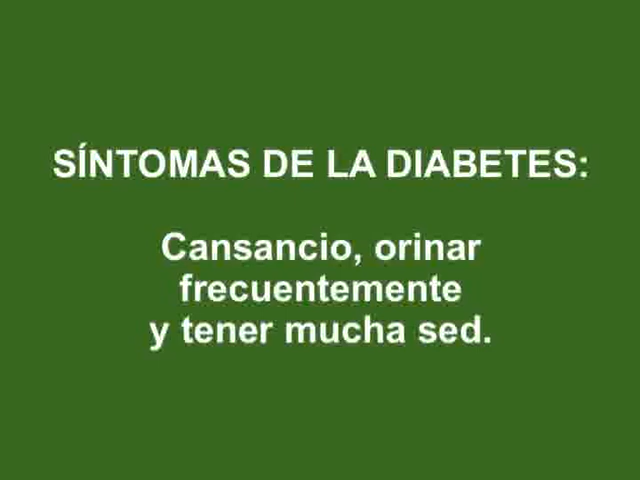 SÍNTOMAS DE LA DIABETES:
Cansancio, orinar
frecuentemente
y tener mucha sed.